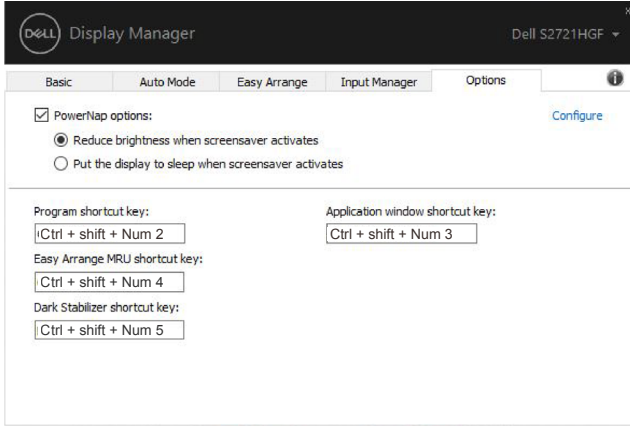 DELL Display Manager
Dell S2721HGF
Basic
Auto Mode
Easy Arrange
Input Manager
Options
PowerNap options:
Configure
Reduce brightness when screensaver activates
Put the display to sleep when screensaver activates
Program shortcut key:
Application window shortcut key:
Ctrl + shift + Num 2
Ctrl + shift + Num 3
Easy Arrange MRU shortcut key:
Ctrl + shift + Num 4
Dark Stabilizer shortcut key:
Ctrl + shift + Num 5